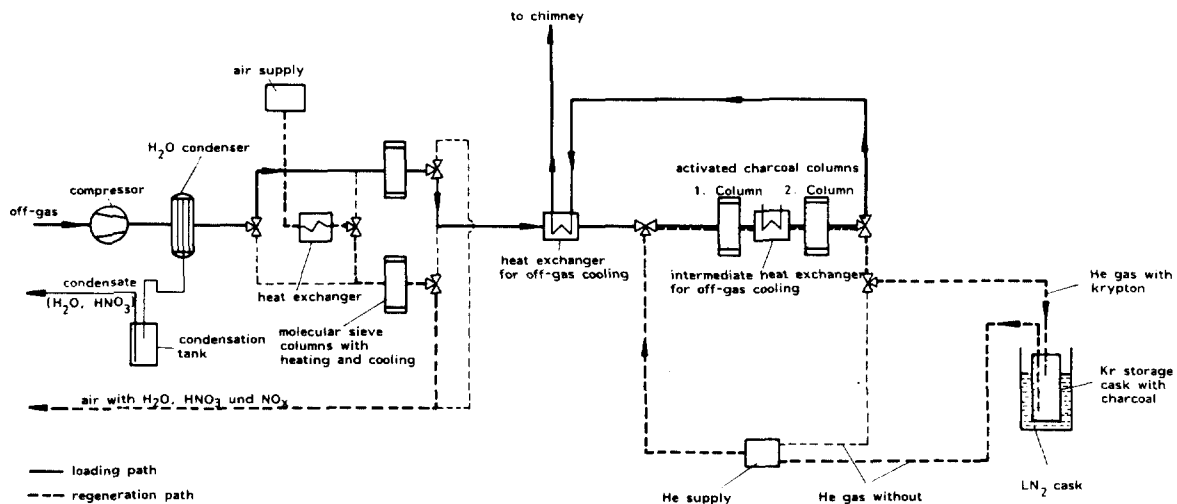 to chimney
air supply
H₂O condenser
compressor
off-gas
activated charcoal columns
1. Column 2. Column
condensate
(H₂O, HNO₃)
condensation
tank
heat exchanger
molecular sieve
columns with
heating and cooling
heat exchanger
for off-gas cooling
intermediate heat exchanger
for off-gas cooling
He gas with
krypton
Kr storage
cask with
charcoal
air with H₂O, HNO₃ und NOₓ
loading path
regeneration path
He supply
He gas without
LN₂ cask